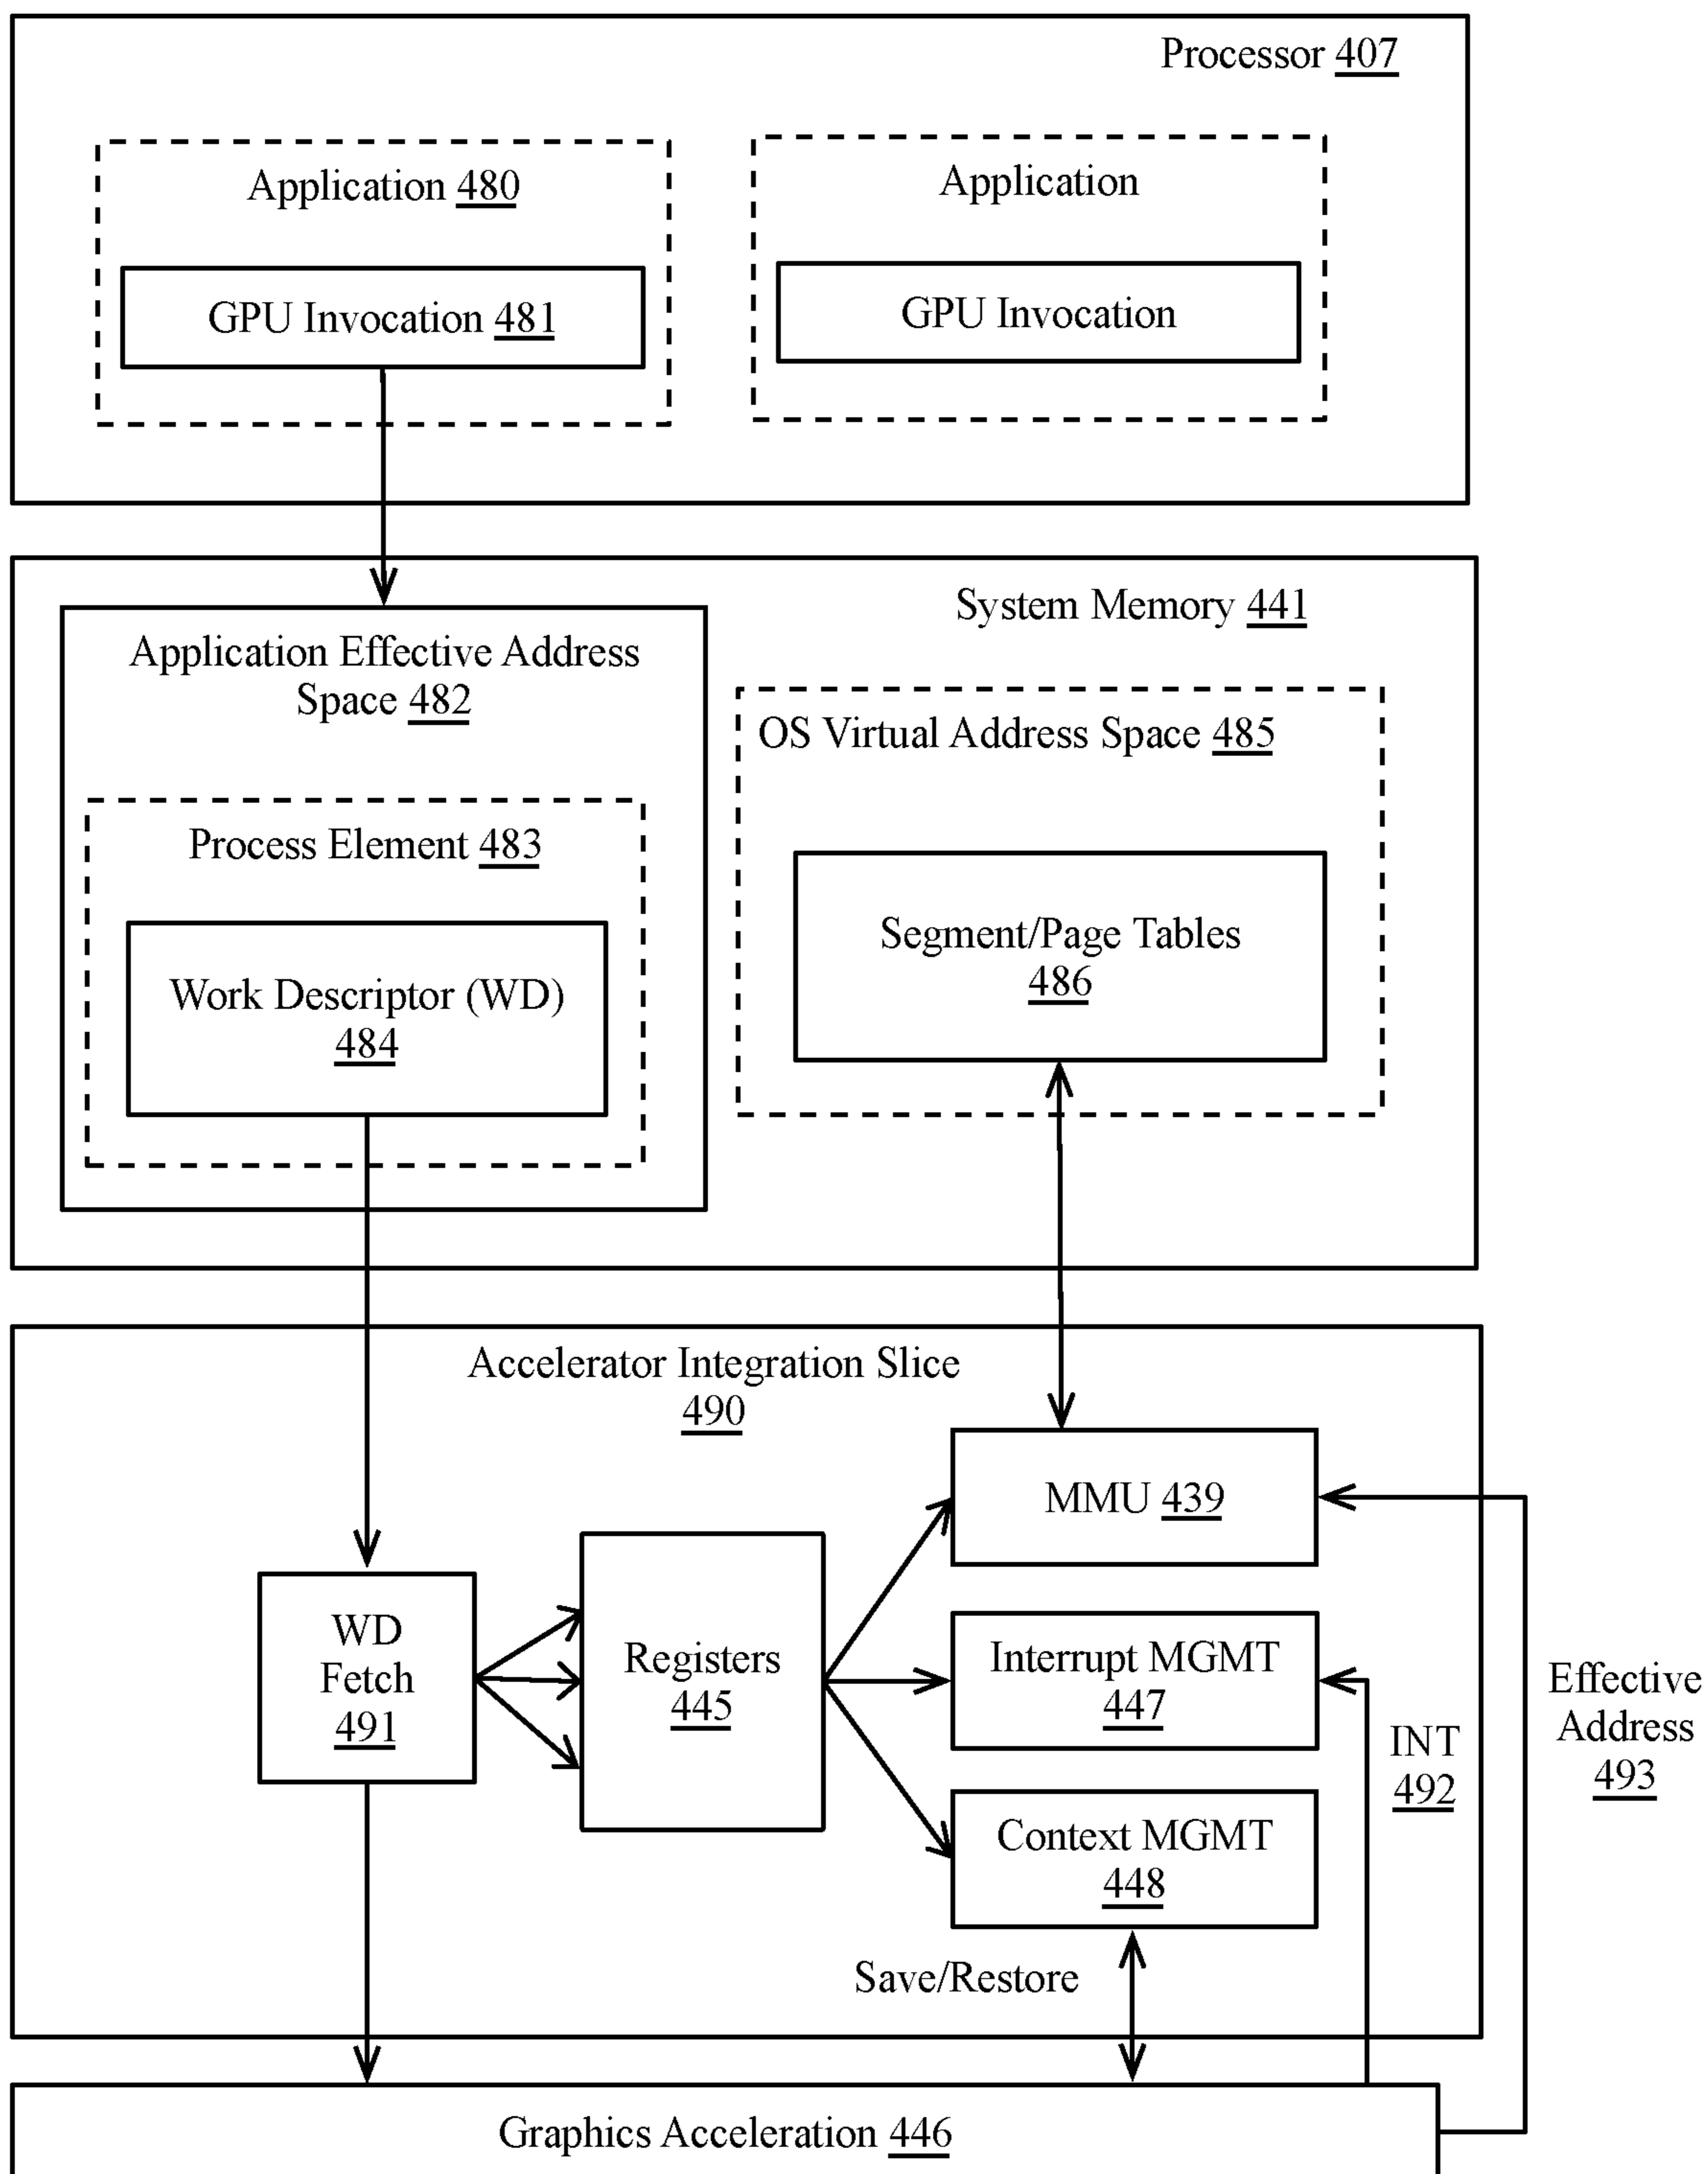 Processor 407
Application 480
GPU Invocation 481
Application
GPU Invocation
System Memory 441
Application Effective Address
Space 482
Process Element 483
Work Descriptor (WD)
484
OS Virtual Address Space 485
Segment/Page Tables
486
Accelerator Integration Slice
490
WD
Fetch
491
Registers
445
MMU 439
Interrupt MGMT
447
Context MGMT
448
Save/Restore
INT
492
Effective
Address
493
Graphics Acceleration 446